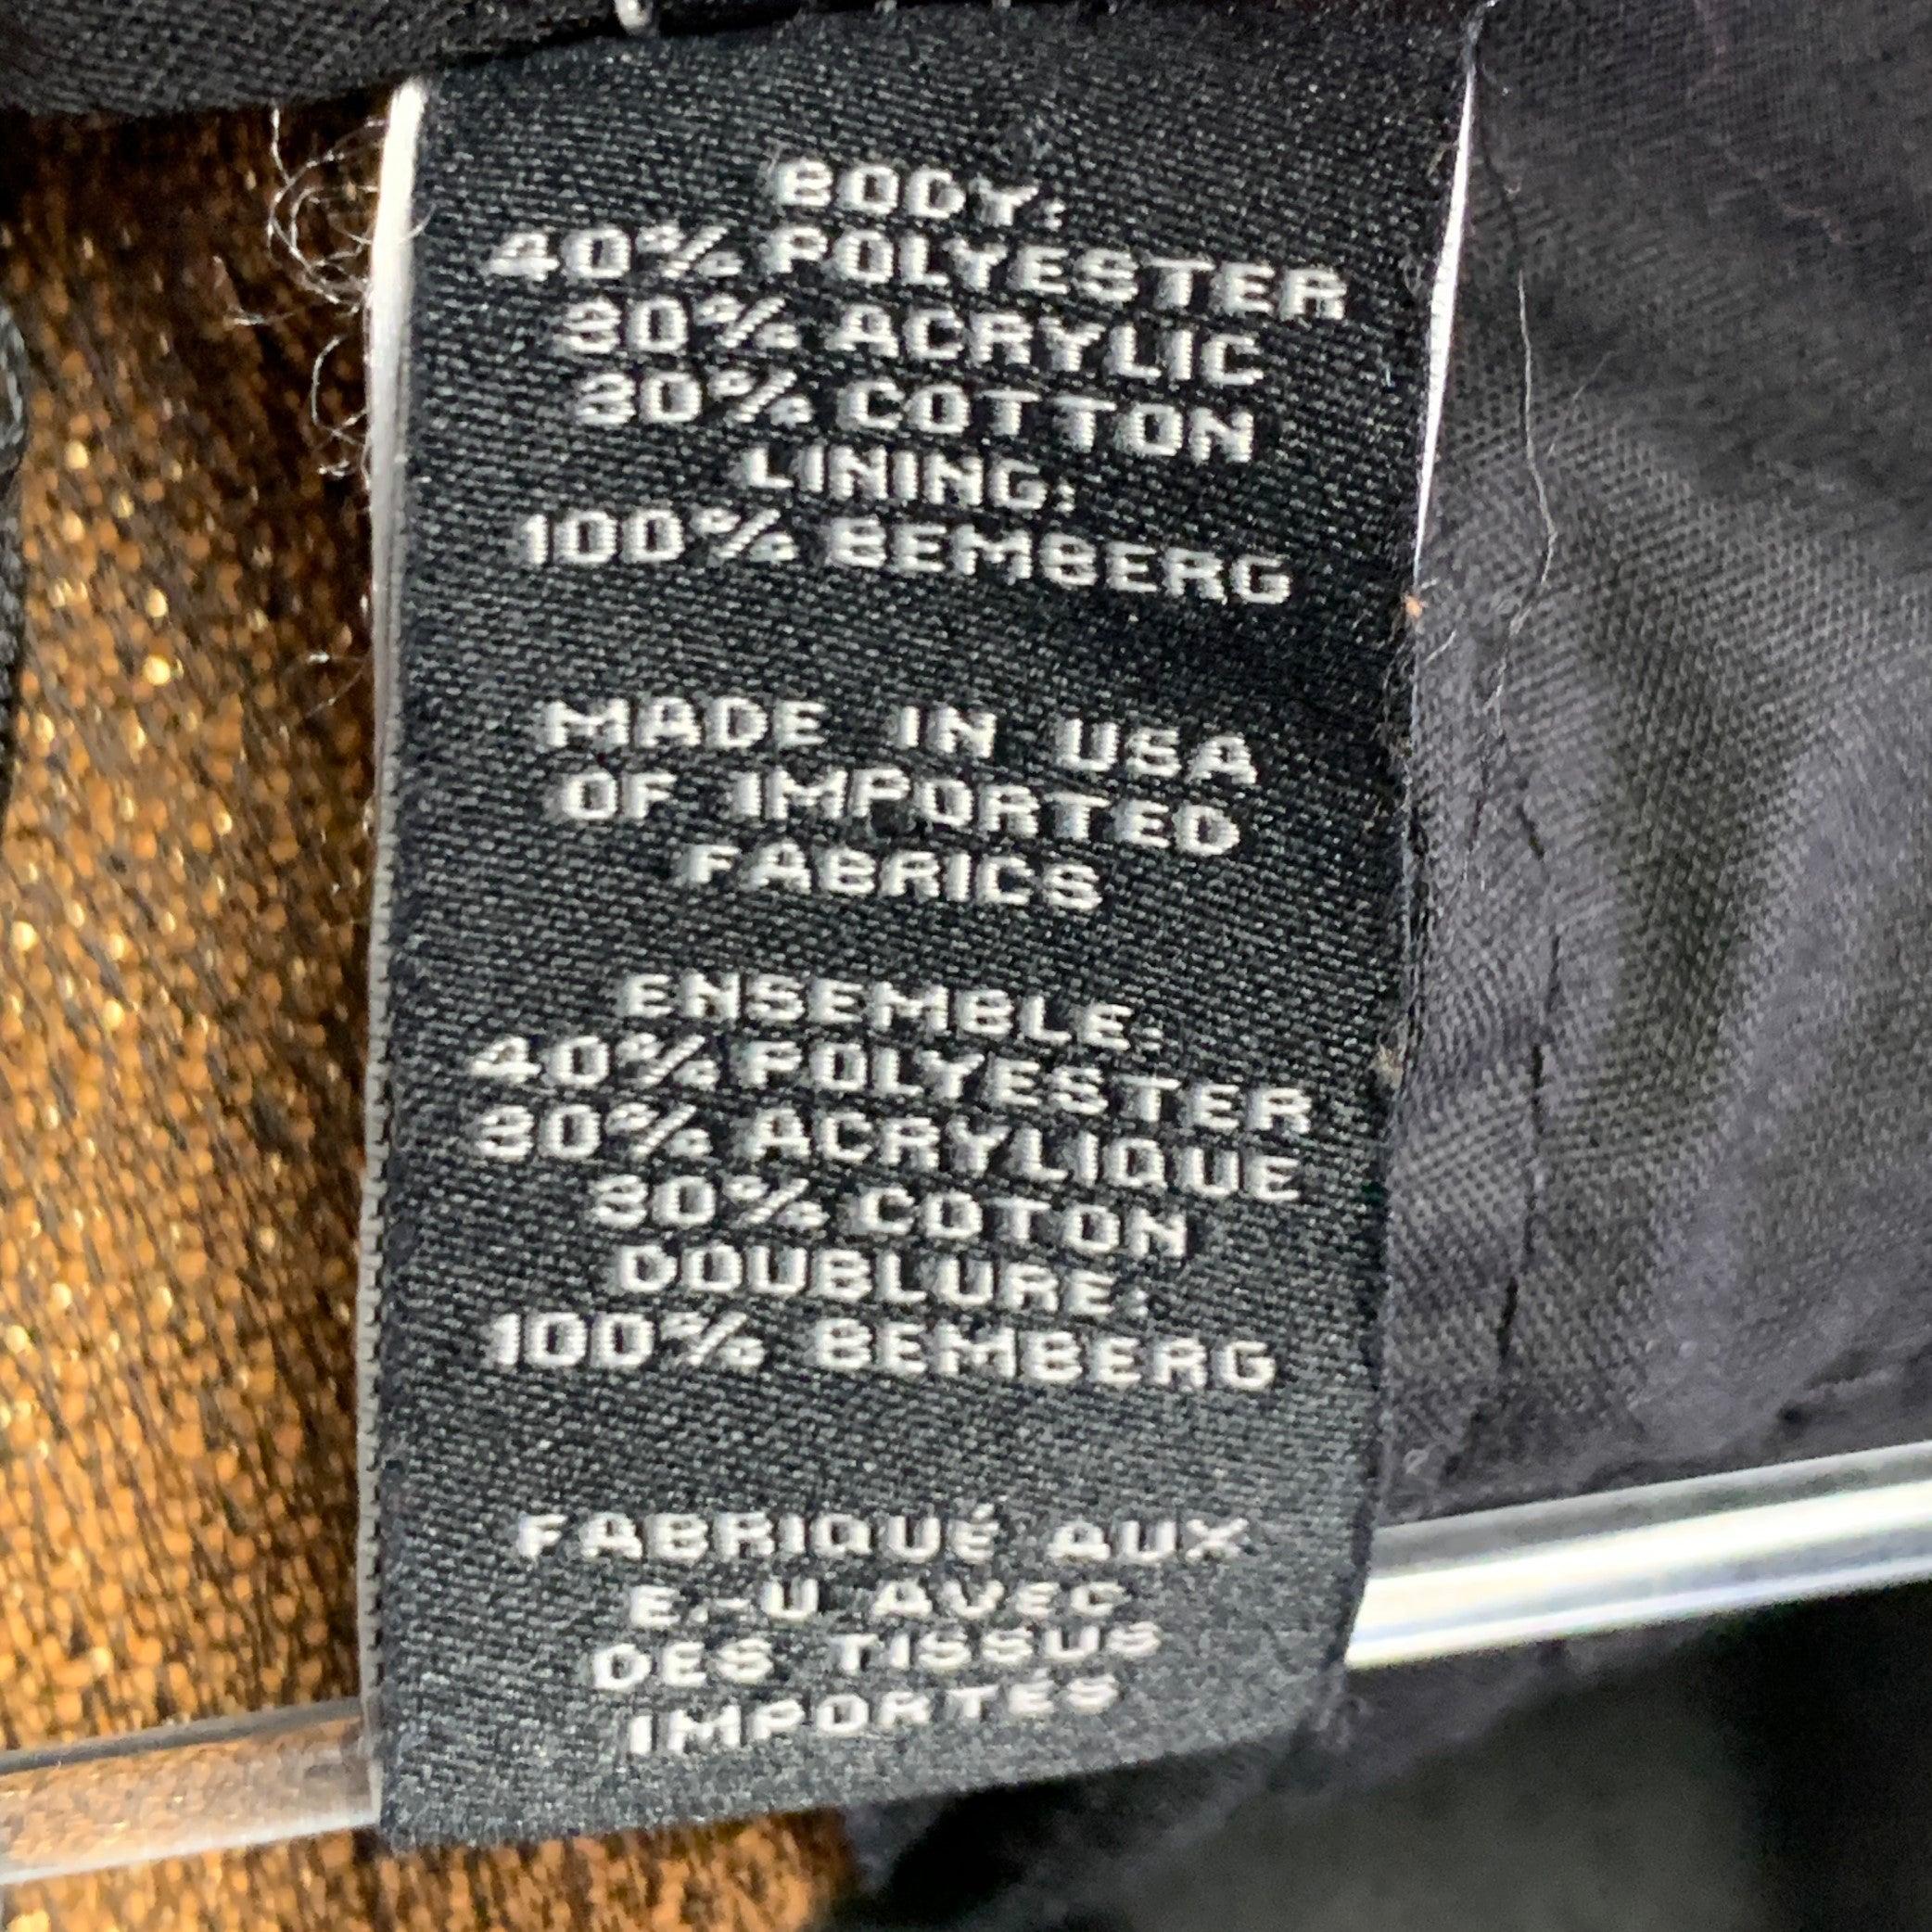 BODY:
40% POLYESTER
30% ACRYLIC
30% COTTON
LINING:
100% BEMBERG
MADE IN USA
OF IMPORTED
FABRICS
ENSEMBLE:
40% POLYESTER
30% ACRYLIQUE
30% COTON
DOUBLURE:
100% BEMBERG
FABRIQUÉ AUX
E.-U AVEC
DES TISSUS
IMPORTÉS